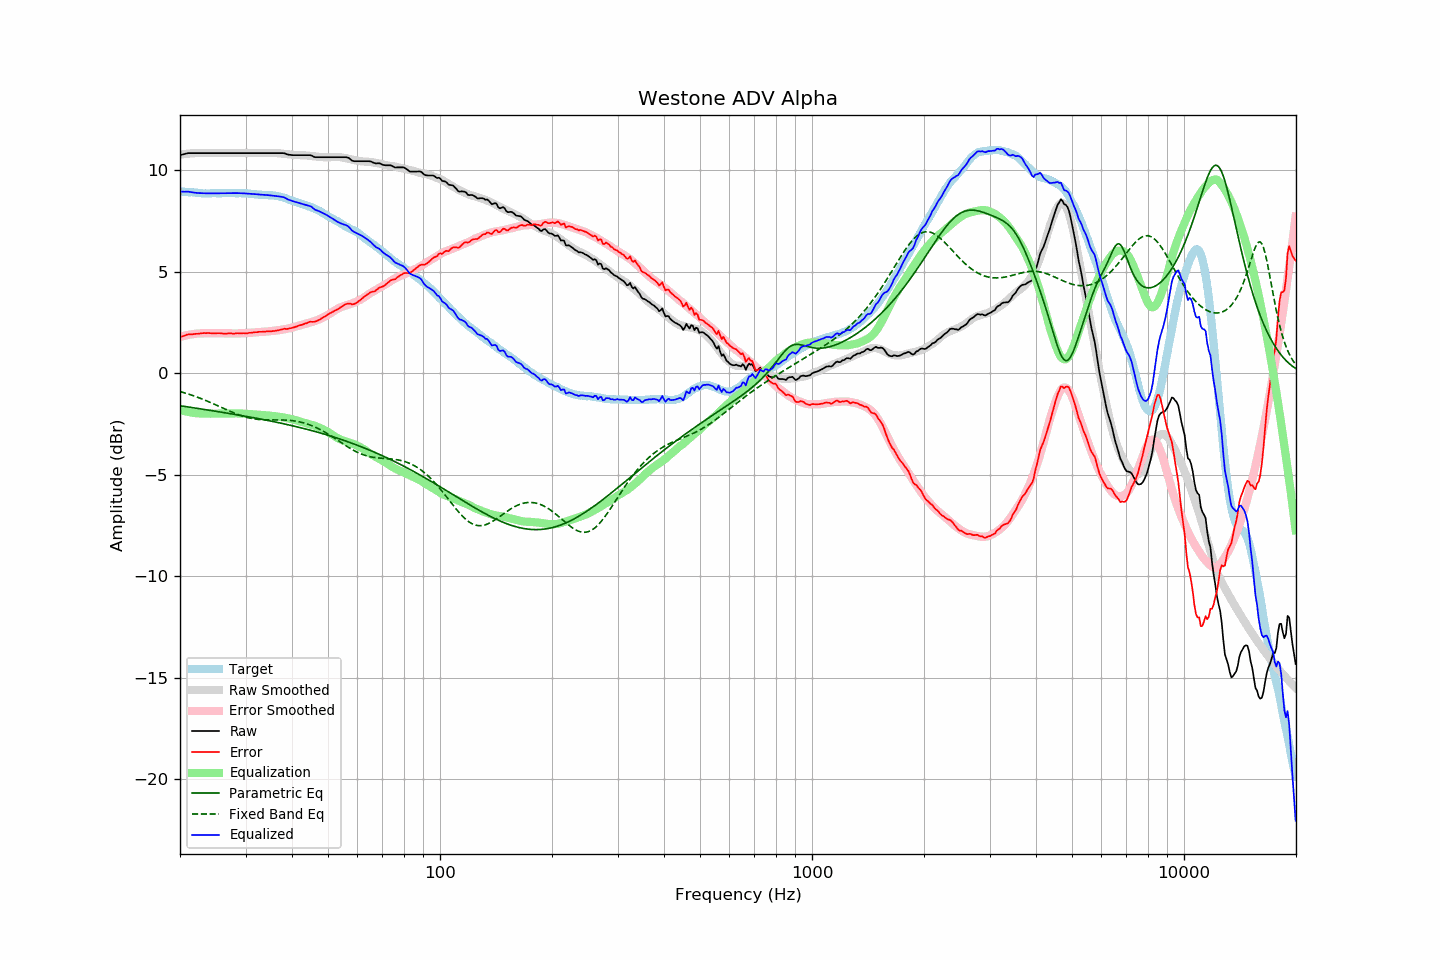 Westone ADV Alpha
Amplitude (dBr)
10
5
0
−5
−10
−15
−20
Target
Raw Smoothed
Error Smoothed
Raw
Error
Equalization
Parametric Eq
Fixed Band Eq
Equalized
100
1000
10000
Frequency (Hz)